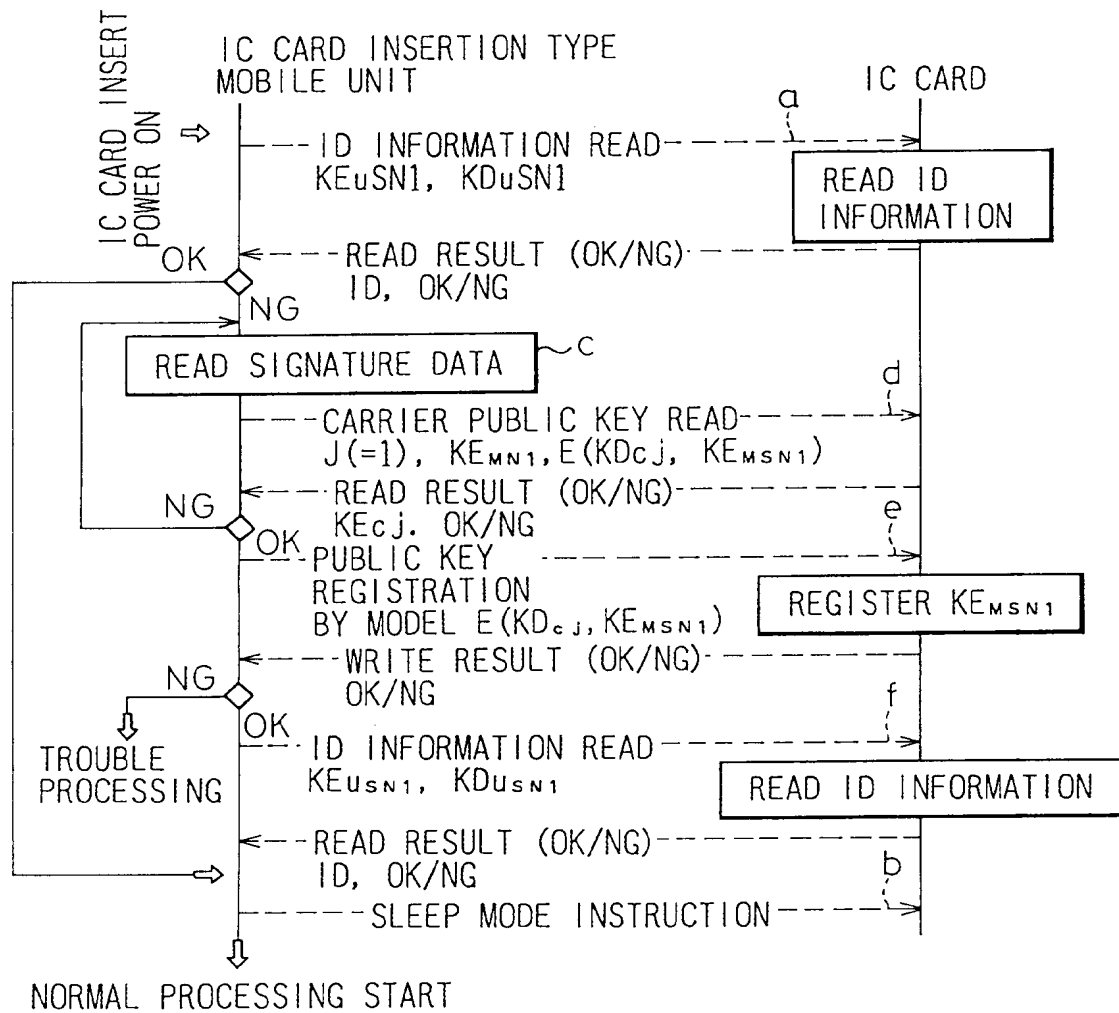 IC CARD INSERT
POWER ON
IC CARD INSERTION TYPE
MOBILE UNIT
IC CARD
a
ID INFORMATION READ
KEuSN1, KDuSN1
READ ID
INFORMATION
READ RESULT (OK/NG)
ID, OK/NG
OK
NG
READ SIGNATURE DATA
c
d
CARRIER PUBLIC KEY READ
J(=1), KEMN1,E(KDcj, KEMSN1)
READ RESULT (OK/NG)
KEcj. OK/NG
NG
OK
e
PUBLIC KEY
REGISTRATION
BY MODEL E(KDcj,KEMSN1)
REGISTER KEMSN1
WRITE RESULT (OK/NG)
OK/NG
NG
OK
TROUBLE
PROCESSING
f
ID INFORMATION READ
KEuSN1, KDuSN1
READ ID INFORMATION
READ RESULT (OK/NG)
ID, OK/NG
b
SLEEP MODE INSTRUCTION
NORMAL PROCESSING START